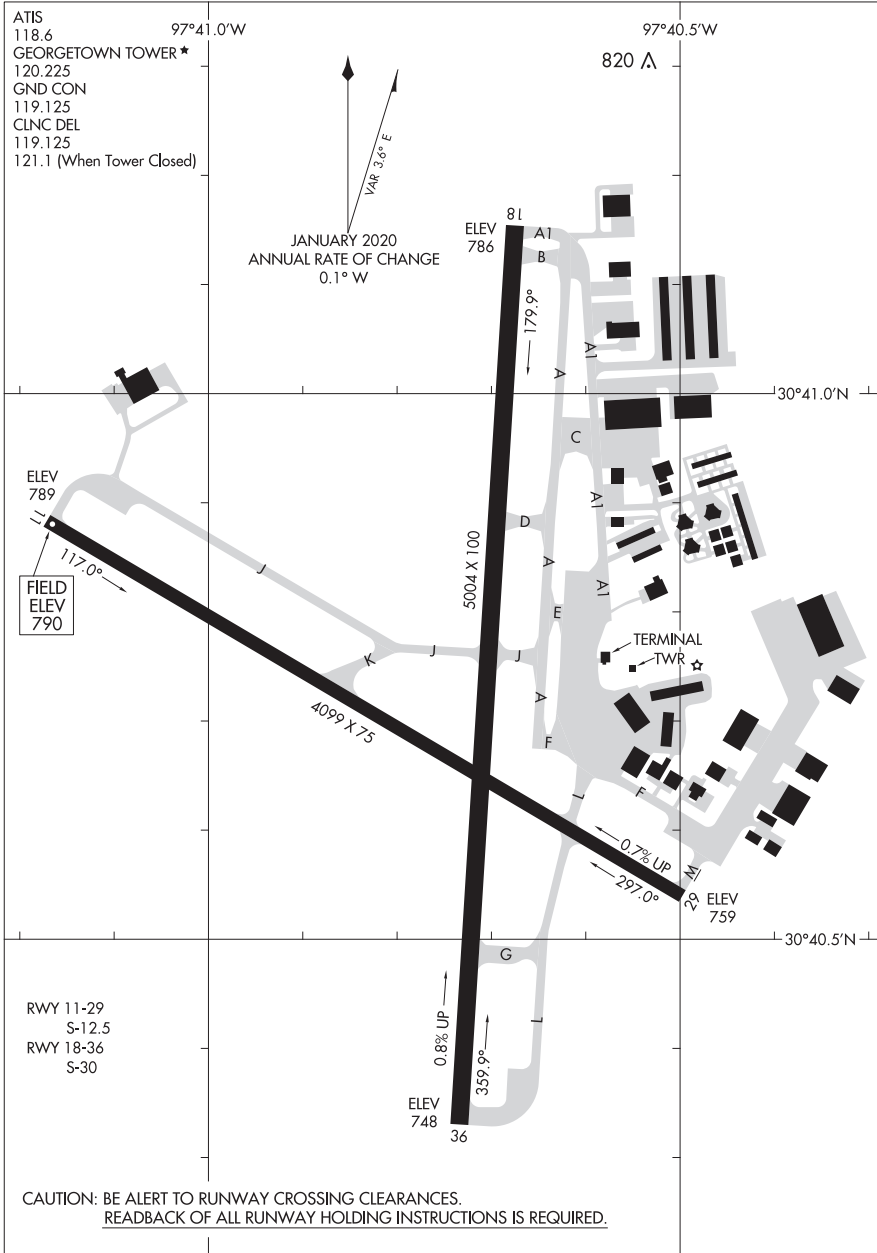 ATIS
118.6
GEORGETOWN TOWER ★
120.225
GND CON
119.125
CLNC DEL
119.125
121.1 (When Tower Closed)
97°41.0'W
97°40.5'W
820
VAR 3.6° E
JANUARY 2020
ANNUAL RATE OF CHANGE
0.1° W
ELEV
786
18
A1
B
179.9°
A
A1
30°41.0'N
C
ELEV
789
11
A1
D
117.0°
5004 X 100
FIELD
ELEV
790
J
A
A1
E
TERMINAL
TWR
K
J
J
A
4099 X 75
F
L
F
0.7% UP
297.0°
M
29
ELEV
759
30°40.5'N
G
RWY 11-29
S-12.5
RWY 18-36
S-30
0.8% UP
359.9°
L
ELEV
748
36
CAUTION: BE ALERT TO RUNWAY CROSSING CLEARANCES.
READBACK OF ALL RUNWAY HOLDING INSTRUCTIONS IS REQUIRED.